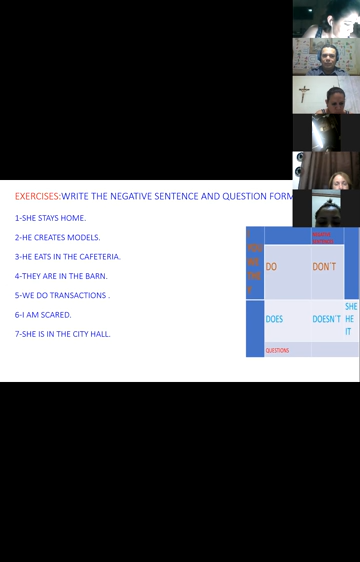 EXERCISES:WRITE THE NEGATIVE SENTENCE AND QUESTION FORM
1-SHE STAYS HOME.
2-HE CREATES MODELS.
3-HE EATS IN THE CAFETERIA.
4-THEY ARE IN THE BARN.
5-WE DO TRANSACTIONS .
6-I AM SCARED.
7-SHE IS IN THE CITY HALL.
DO DON´T
DOES DOESN´T
SHE
HE
IT
QUESTIONS